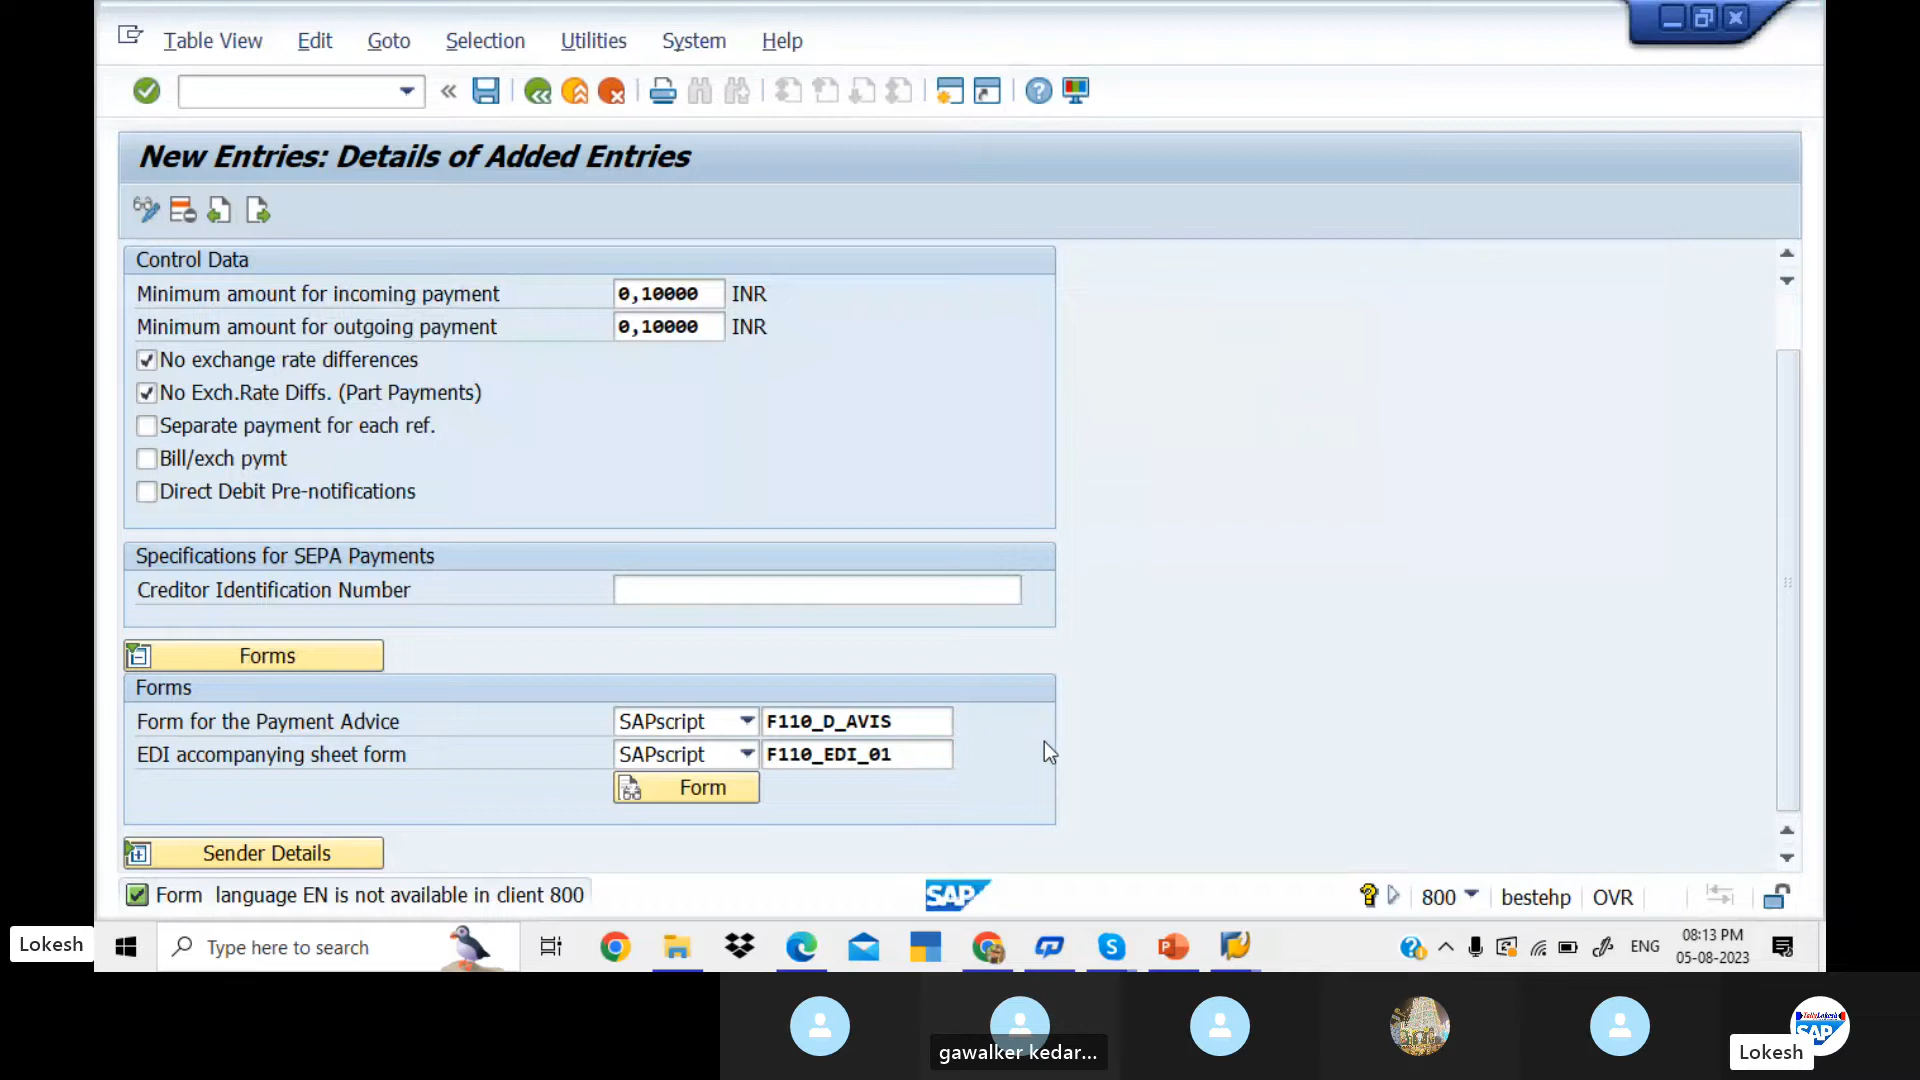 Table View Edit Goto Selection Utilities System Help
New Entries: Details of Added Entries
Control Data
Minimum amount for incoming payment 0,10000 INR
Minimum amount for outgoing payment 0,10000 INR
No exchange rate differences
No Exch.Rate Diffs. (Part Payments)
Separate payment for each ref.
Bill/exch pymt
Direct Debit Pre-notifications
Specifications for SEPA Payments
Creditor Identification Number
Forms
Forms
Form for the Payment Advice SAPscript F110_D_AVIS
EDI accompanying sheet form SAPscript F110_EDI_01
Form
Sender Details
Form language EN is not available in client 800 SAP 800 bestehp OVR
Lokesh Type here to search ENG 08:13 PM
05-08-2023
gawalker kedar...
SAP
Lokesh